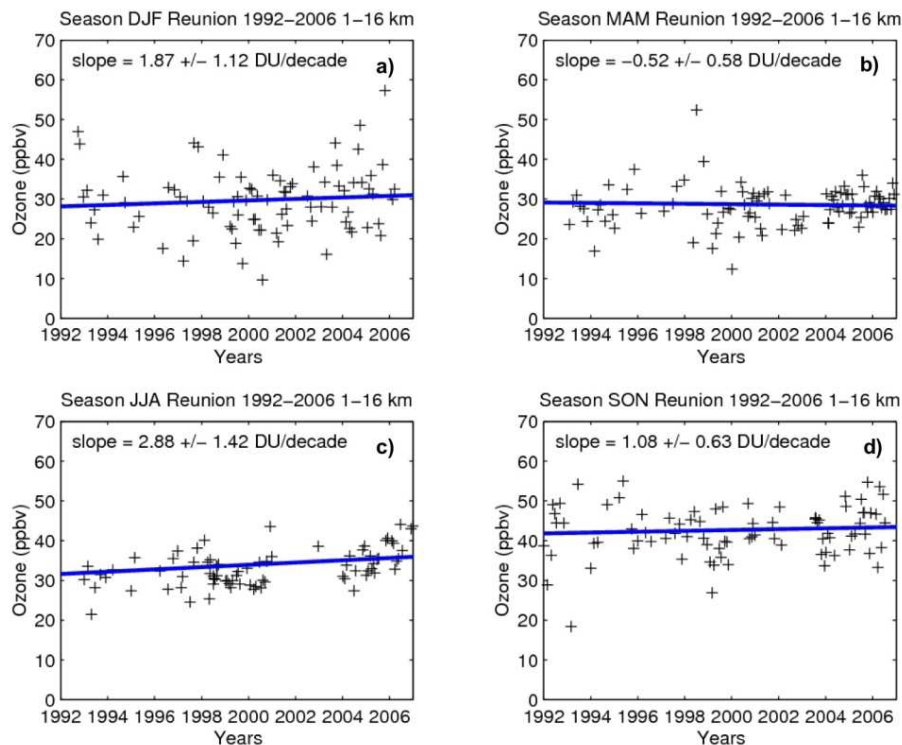 Season DJF Reunion 1992−2006 1−16 km
slope = 1.87 +/− 1.12 DU/decade
a)
70
60
50
40
30
20
10
0
Ozone (ppbv)
1992 1994 1996 1998 2000 2002 2004 2006
Years
Season MAM Reunion 1992−2006 1−16 km
slope = −0.52 +/− 0.58 DU/decade
b)
70
60
50
40
30
20
10
0
Ozone (ppbv)
1992 1994 1996 1998 2000 2002 2004 2006
Years
Season JJA Reunion 1992−2006 1−16 km
slope = 2.88 +/− 1.42 DU/decade
c)
70
60
50
40
30
20
10
0
Ozone (ppbv)
1992 1994 1996 1998 2000 2002 2004 2006
Years
Season SON Reunion 1992−2006 1−16 km
slope = 1.08 +/− 0.63 DU/decade
d)
70
60
50
40
30
20
10
0
Ozone (ppbv)
1992 1994 1996 1998 2000 2002 2004 2006
Years